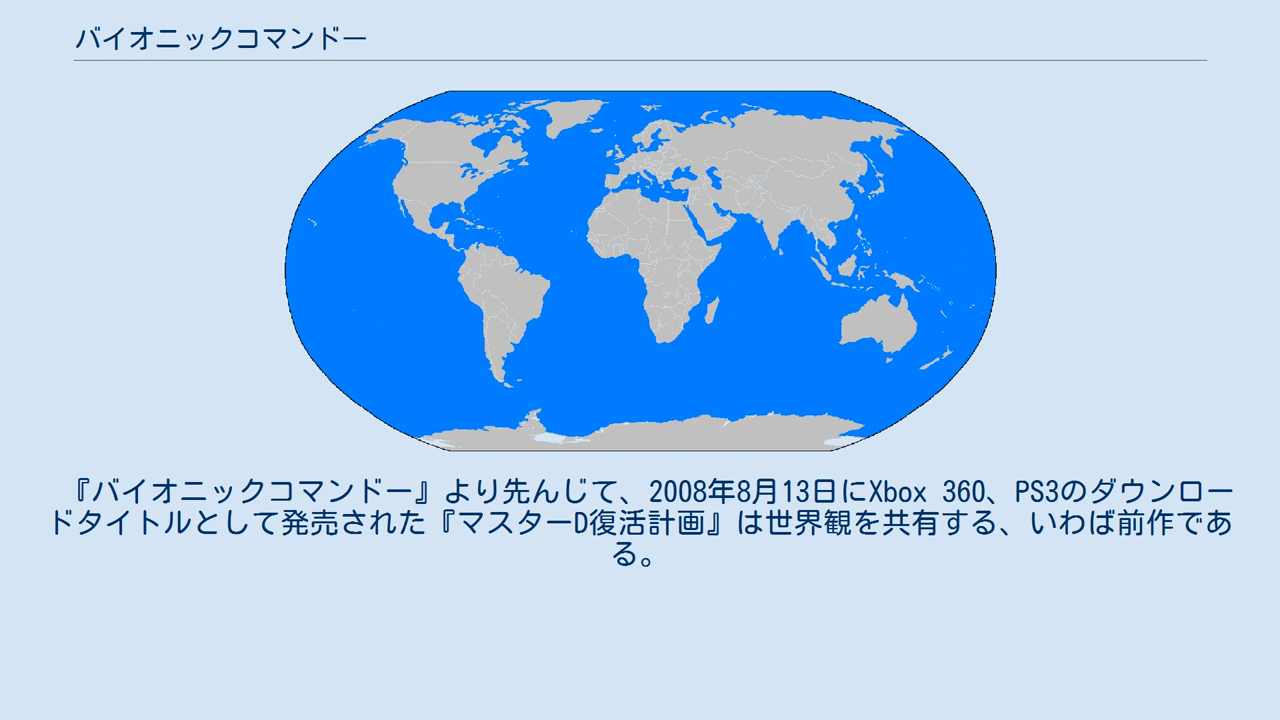 バイオニックコマンドー
『バイオニックコマンドー』より先んじて、2008年8月13日にXbox 360、PS3のダウンロー
ドタイトルとして発売された『マスターD復活計画』は世界観を共有する、いわば前作であ
る。